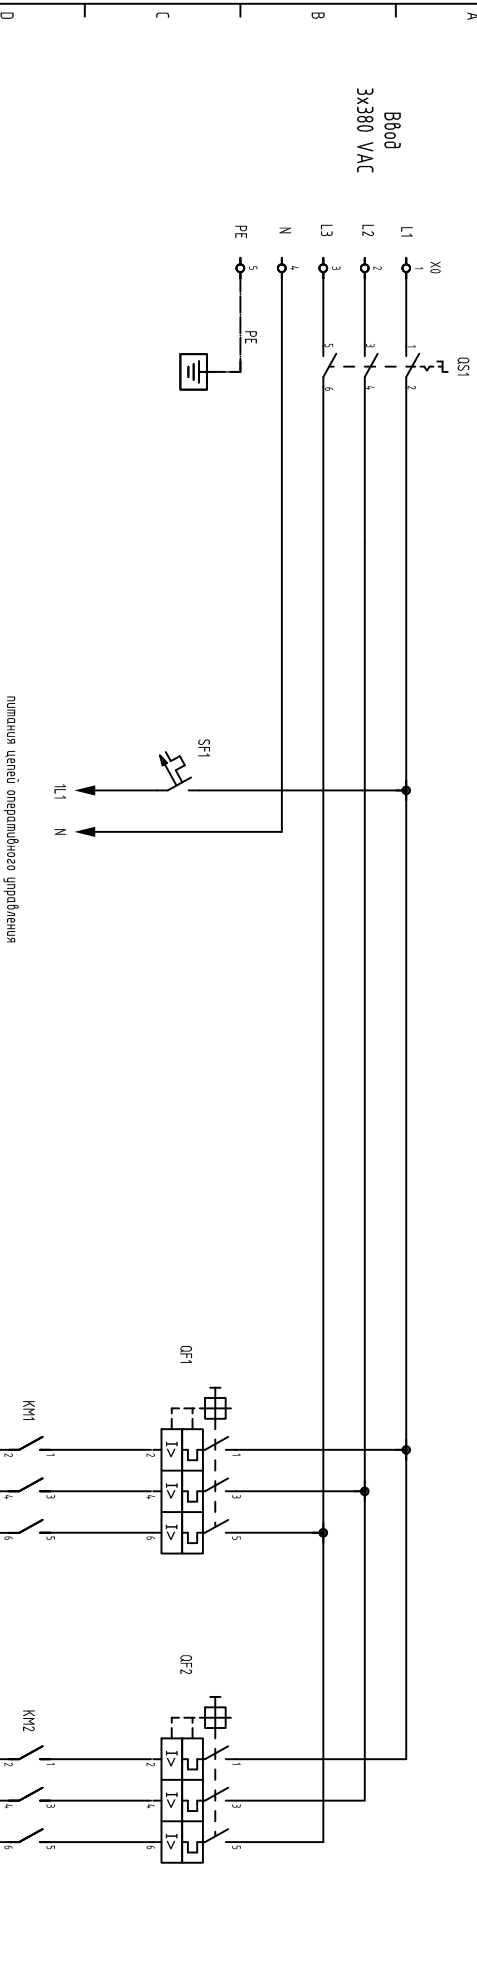 A
B
C
D
Ввод
3x380 VAC
L1
L2
L3
N
PE
X0
1
2
3
4
5
QS1
1
2
3
4
5
6
PE
SF1
1L1
N
питания цепей оперативного управления
QF1
1
3
5
I>
I>
I>
2
4
6
KM1
1
3
5
2
4
6
QF2
1
3
5
I>
I>
I>
2
4
6
KM2
1
3
5
2
4
6